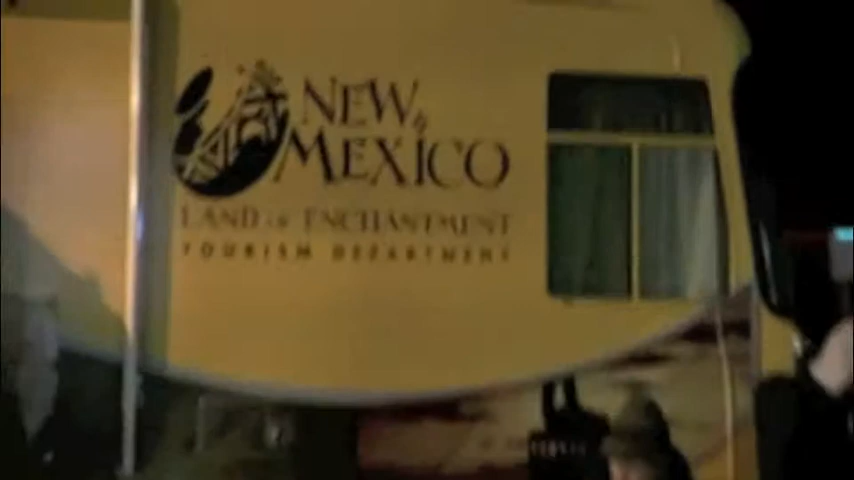 NEW
MEXICO
LAND OF ENCHANTMENT
TOURISM DEPARTMENT